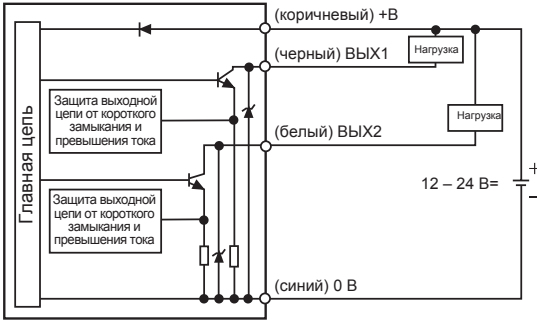 (коричневый) +В
(черный) ВЫХ1
Нагрузка
Защита выходной
цепи от короткого
замыкания и
превышения тока
Нагрузка
(белый) ВЫХ2
Главная цепь
12 – 24 В=
+
–
Защита выходной
цепи от короткого
замыкания и
превышения тока
(синий) 0 В